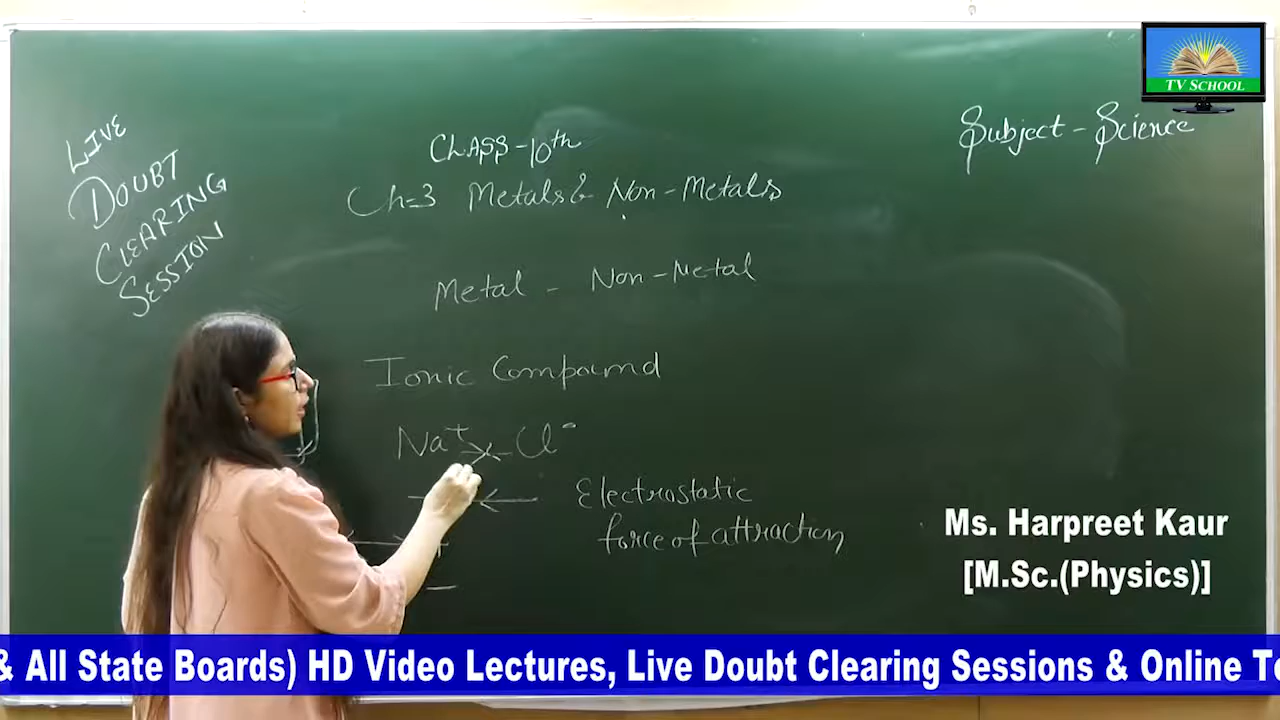 TV SCHOOL
LIVE
DOUBT
CLEARING
SESSION
CLASS-10th
Subject - Science
Ch=3 Metals & Non-Metals
Metal - Non-Metal
Ionic Compound
Na+ Cl-
Electrostatic
force of attraction
+
-
Ms. Harpreet Kaur
[M.Sc.(Physics)]
& All State Boards) HD Video Lectures, Live Doubt Clearing Sessions & Online